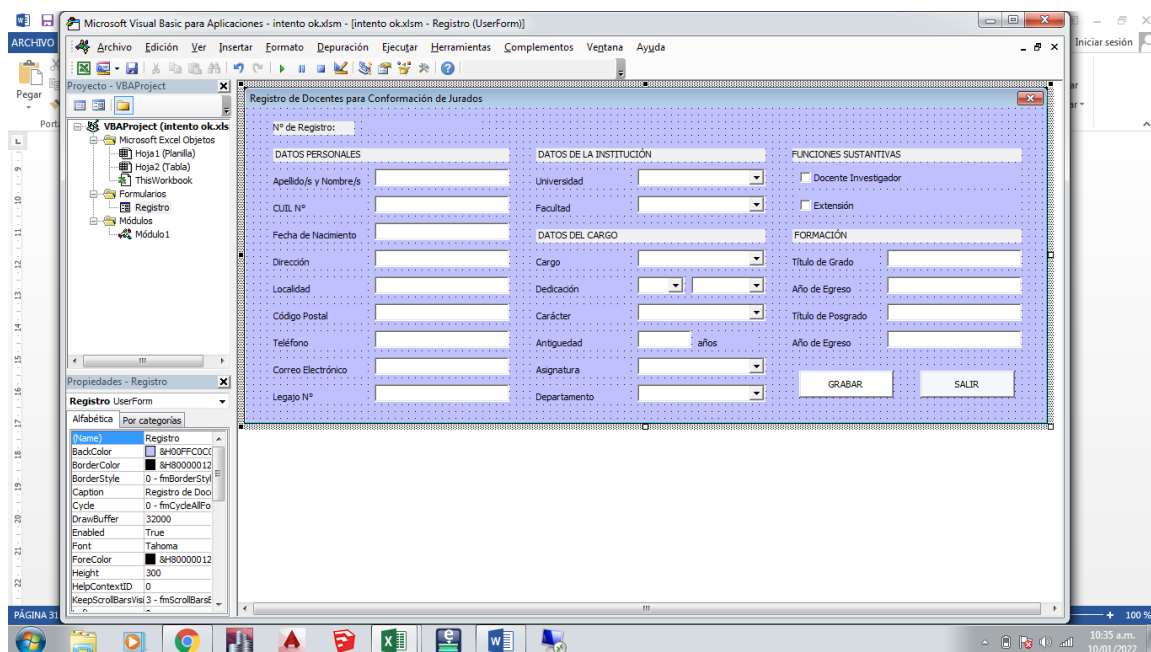 Microsoft Visual Basic para Aplicaciones - intento ok.xlsm - [intento ok.xlsm - Registro (UserForm)]
ARCHIVO
Iniciar sesión
Archivo Edición Ver Insertar Formato Depuración Ejecutar Herramientas Complementos Ventana Ayuda
Pegar
Proyecto - VBAProject
VBAProject (intento ok.xls
Microsoft Excel Objetos
Hoja1 (Planilla)
Hoja2 (Tabla)
ThisWorkbook
Formularios
Registro
Módulos
Módulo1
Propiedades - Registro
Registro UserForm
Alfabética Por categorías
(Name) Registro
BackColor &H00FFC0C(
BorderColor &H80000012
BorderStyle 0 - fmBorderStyl
Caption Registro de Doc
Cycle 0 - fmCycleAllFo
DrawBuffer 32000
Enabled True
Font Tahoma
ForeColor &H80000012
Height 300
HelpContextID 0
KeepScrollBarsVisi 3 - fmScrollBarsB
Registro de Docentes para Conformación de Jurados
N° de Registro:
DATOS PERSONALES
Apellido/s y Nombre/s
CUIL N°
Fecha de Nacimiento
Dirección
Localidad
Código Postal
Teléfono
Correo Electrónico
Legajo N°
DATOS DE LA INSTITUCIÓN
Universidad
Facultad
DATOS DEL CARGO
Cargo
Dedicación
Carácter
Antiguedad años
Asignatura
Departamento
FUNCIONES SUSTANTIVAS
Docente Investigador
Extensión
FORMACIÓN
Título de Grado
Año de Egreso
Título de Posgrado
Año de Egreso
GRABAR SALIR
PÁGINA 31
100 %
10:35 a.m.
10/01/2022